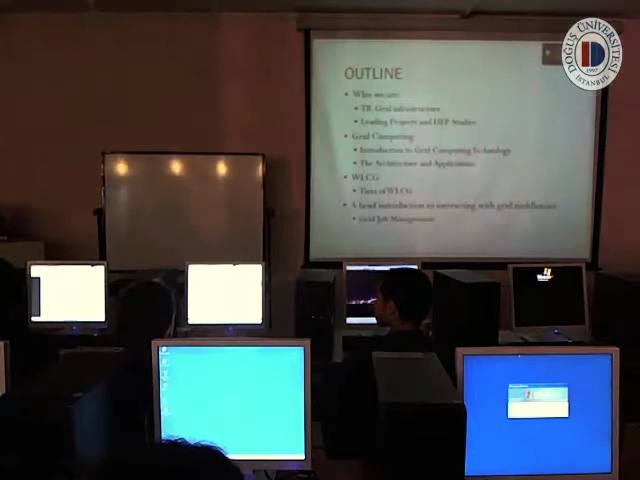 DOĞUŞ ÜNİVERSİTESİ
1997
İSTANBUL
OUTLINE
• Who we are
• TR-Grid infrastructure
• Leading Projects and HEP Studies
• Grid Computing
• Introduction to Grid Computing Technology
• The Architecture and Applications
• WLCG
• Tiers of WLCG
• A brief introduction to interacting with grid middleware
• Grid Job Management